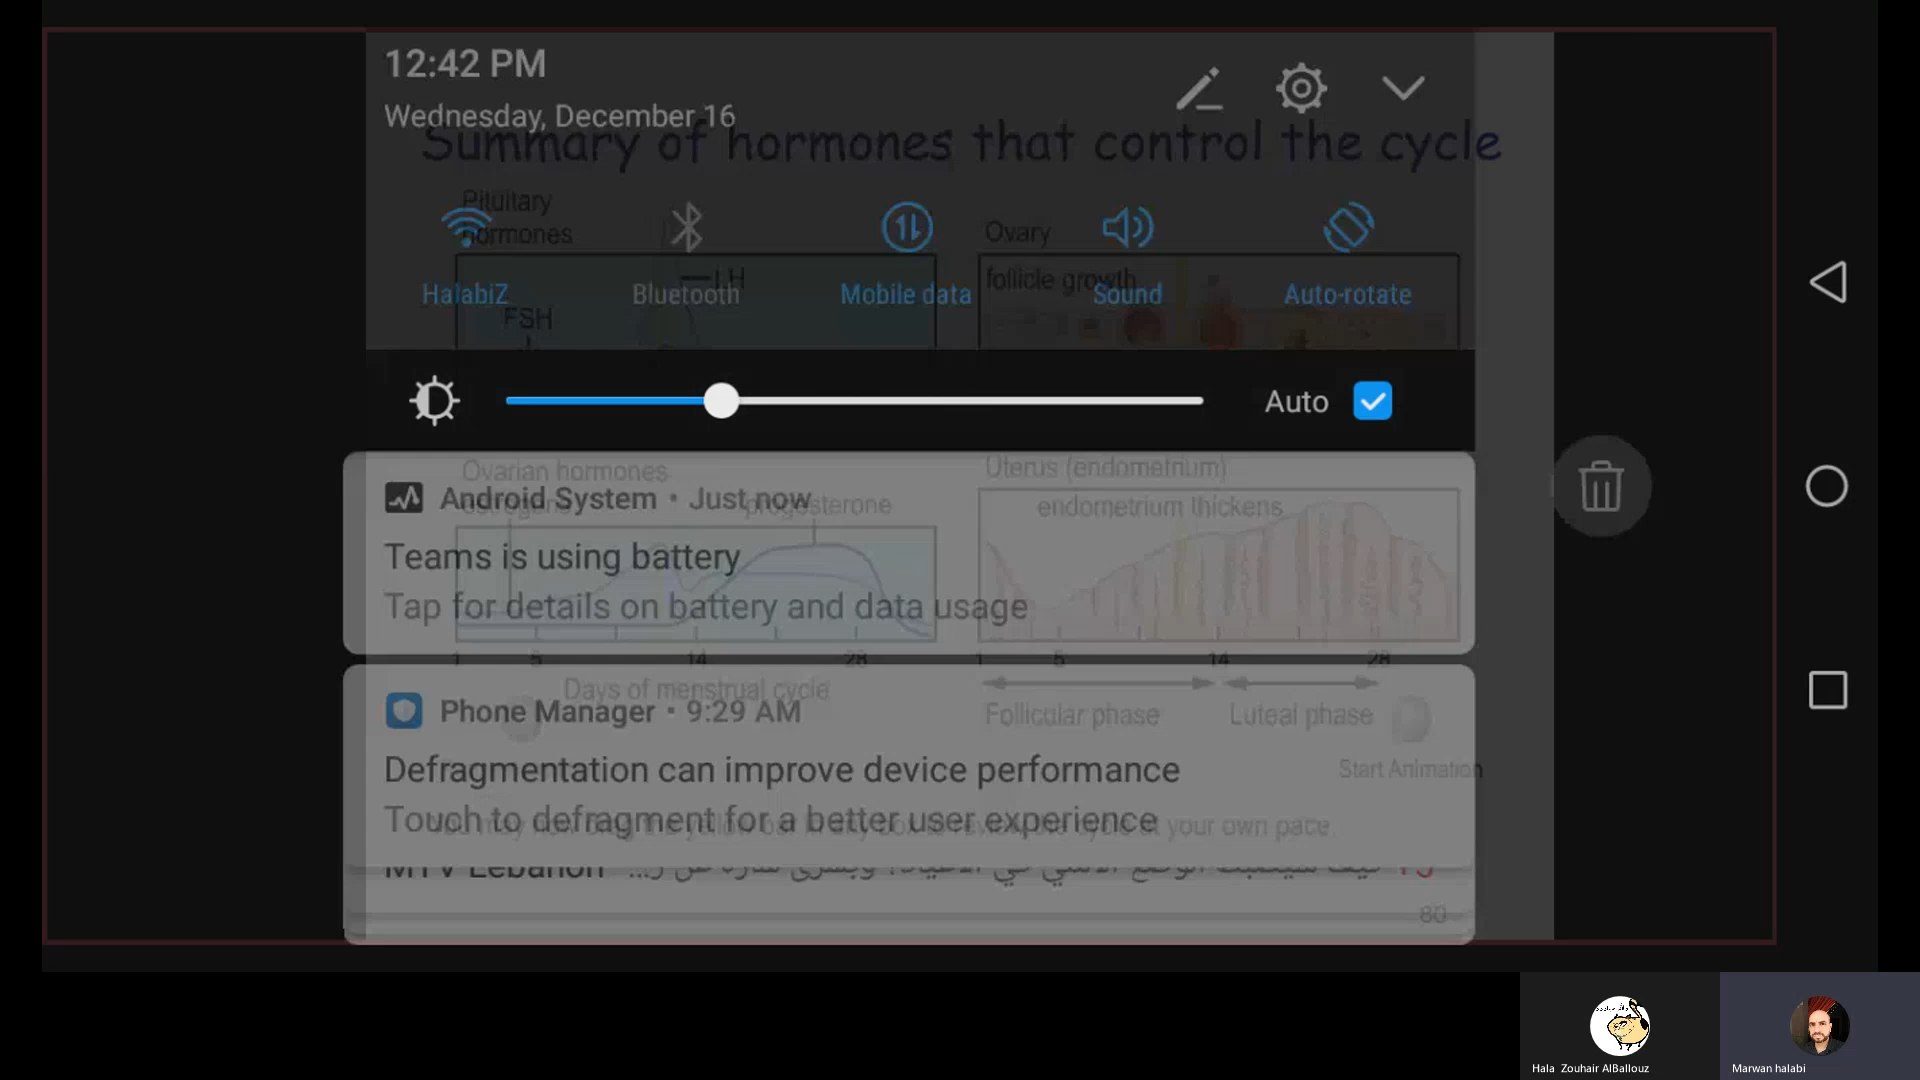 12:42 PM
Wednesday, December 16
Summary of hormones that control the cycle
Pituitary
hormones
Ovary
LH
follicle growth
HalabiZ
Bluetooth
Mobile data
Sound
Auto-rotate
FSH
Auto
Ovarian hormones
Uterus (endometrium)
Android System • Just now
progesterone
endometrium thickens
Teams is using battery
Tap for details on battery and data usage
1 5 14 28
1 5 14 28
Days of menstrual cycle
Phone Manager • 9:29 AM
Follicular phase
Luteal phase
Defragmentation can improve device performance
Start Animation
Touch to defragment for a better user experience
at your own pace.
MTV Lebanon
80
Hala Zouhair AlBallouz
Marwan halabi